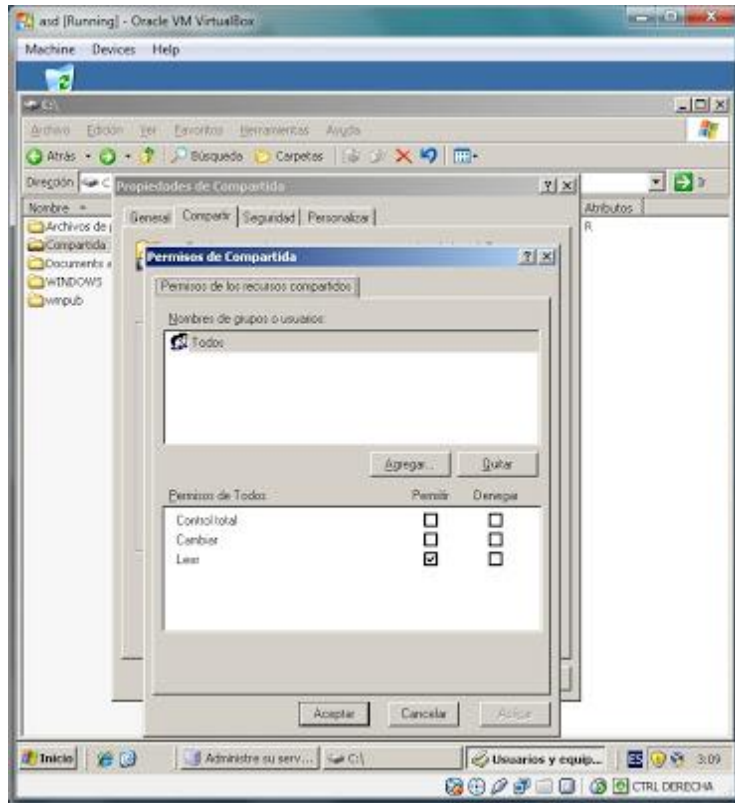 asd [Running] - Oracle VM VirtualBox
Machine Devices Help
C:\
Archivo Edición Ver Favoritos Herramientas Ayuda
Atrás Búsqueda Carpetas
Dirección C Ir
Propiedades de Compartida
Nombre Atributos
General Compartir Seguridad Personalizar
Archivos de R
Compartida
Documents
WINDOWS
wmpub
Permisos de Compartida
Permisos de los recursos compartidos
Nombres de grupos o usuarios:
Todos
Agregar... Quitar
Permisos de Todos Permitir Denegar
Control total
Cambiar
Leer
Aceptar Cancelar Aplicar
Inicio Administre su serv... C:\ Usuarios y equip... ES 3:09
CTRL DERECHA